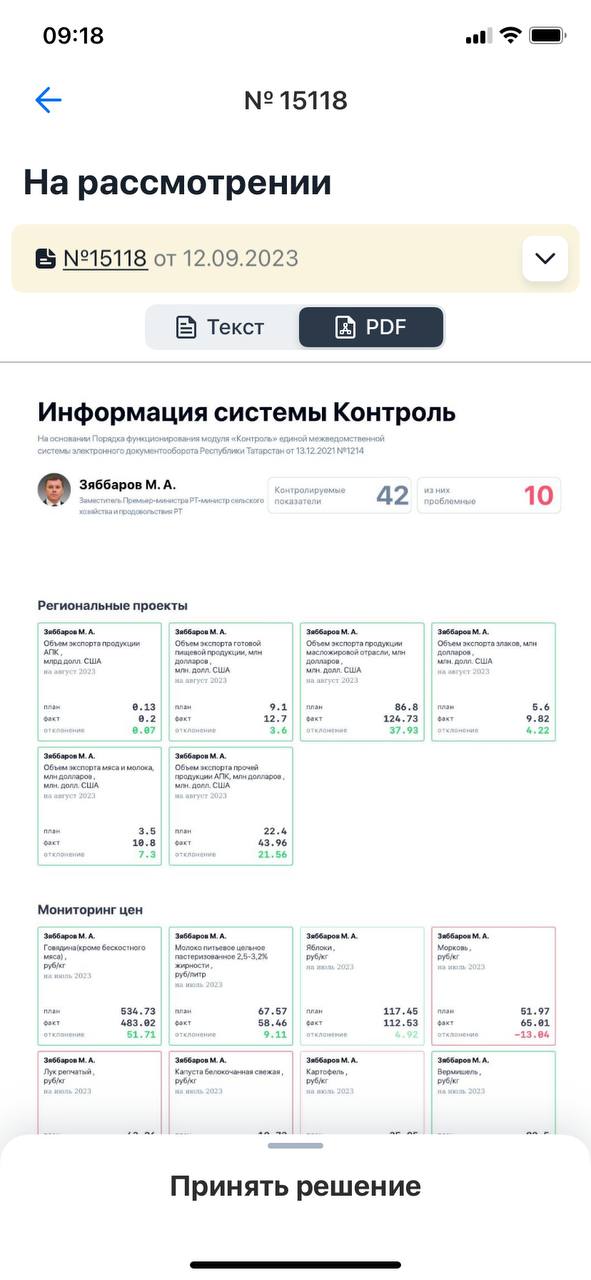 09:18
№ 15118
На рассмотрении
№15118 от 12.09.2023
Текст
PDF
Информация системы Контроль
На основании Порядка функционирования модуля «Контроль» единой межведомственной
системы электронного документооборота Республики Татарстан от 13.12.2021 №1214
Зяббаров М. А.
Заместитель Премьер-министра РТ-министр сельского
хозяйства и продовольствия РТ
Контролируемые
показатели
42
из них
проблемные
10
Региональные проекты
Зяббаров М. А.
Объем экспорта продукции
АПК ,
млрд долл. США
на август 2023
план 0.13
факт 0.2
отклонение 0.07
Зяббаров М. А.
Объем экспорта готовой
пищевой продукции, млн
долларов ,
млн. долл. США
на август 2023
план 9.1
факт 12.7
отклонение 3.6
Зяббаров М. А.
Объем экспорта продукции
масложировой отрасли, млн
долларов ,
млн. долл. США
на август 2023
план 86.8
факт 124.73
отклонение 37.93
Зяббаров М. А.
Объем экспорта злаков, млн
долларов ,
млн. долл. США
на август 2023
план 5.6
факт 9.82
отклонение 4.22
Зяббаров М. А.
Объем экспорта мяса и молока,
млн долларов ,
млн. долл. США
на август 2023
план 3.5
факт 10.8
отклонение 7.3
Зяббаров М. А.
Объем экспорта прочей
продукции АПК, млн долларов ,
млн. долл. США
на август 2023
план 22.4
факт 43.96
отклонение 21.56
Мониторинг цен
Зяббаров М. А.
Говядина(кроме бескостного
мяса) ,
руб/кг
на июль 2023
план 534.73
факт 483.02
отклонение 51.71
Зяббаров М. А.
Молоко питьевое цельное
пастеризованное 2,5-3,2%
жирности ,
руб/литр
на июль 2023
план 67.57
факт 58.46
отклонение 9.11
Зяббаров М. А.
Яблоки ,
руб/кг
на июль 2023
план 117.45
факт 112.53
отклонение 4.92
Зяббаров М. А.
Морковь ,
руб/кг
на июль 2023
план 51.97
факт 65.01
отклонение -13.04
Зяббаров М. А.
Лук репчатый ,
руб/кг
на июль 2023
Зяббаров М. А.
Капуста белокочанная свежая ,
руб/кг
на июль 2023
Зяббаров М. А.
Картофель ,
руб/кг
на июль 2023
Зяббаров М. А.
Вермишель ,
руб/кг
на июль 2023
Принять решение